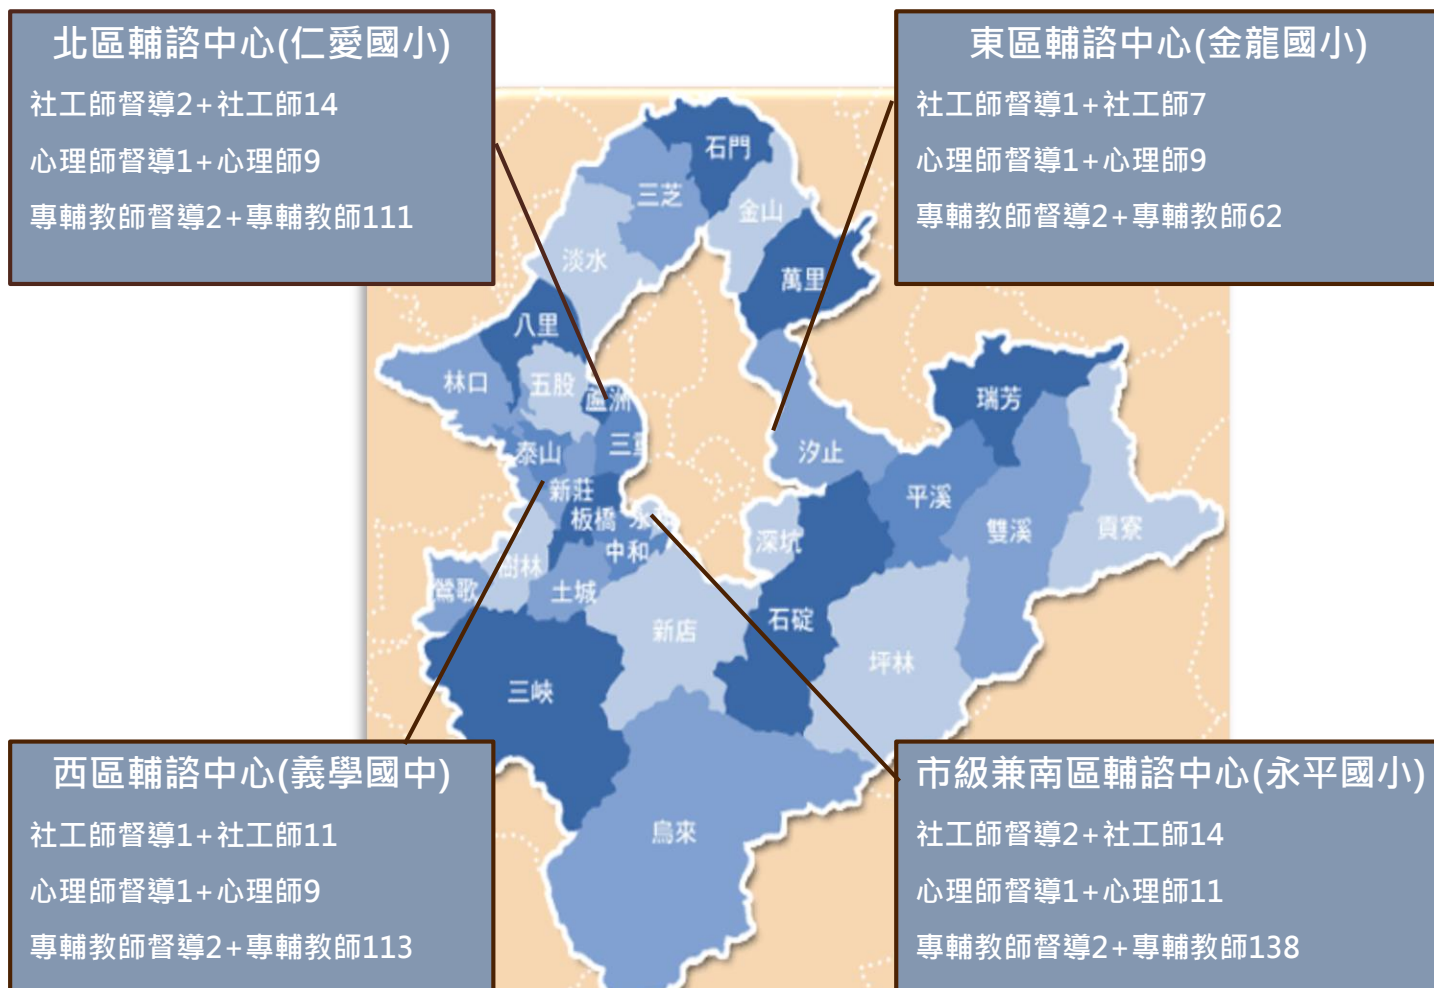 北區輔諮中心(仁愛國小)
社工師督導2+社工師14
心理師督導1+心理師9
專輔教師督導2+專輔教師111
東區輔諮中心(金龍國小)
社工師督導1+社工師7
心理師督導1+心理師9
專輔教師督導2+專輔教師62
石門
三芝
金山
淡水
萬里
八里
林口
五股
蘆洲
瑞芳
三重
汐止
泰山
新莊
平溪
板橋
永
雙溪
貢寮
深坑
中和
樹林
鶯歌
土城
石碇
新店
坪林
三峽
烏來
西區輔諮中心(義學國中)
社工師督導1+社工師11
心理師督導1+心理師9
專輔教師督導2+專輔教師113
市級兼南區輔諮中心(永平國小)
社工師督導2+社工師14
心理師督導1+心理師11
專輔教師督導2+專輔教師138